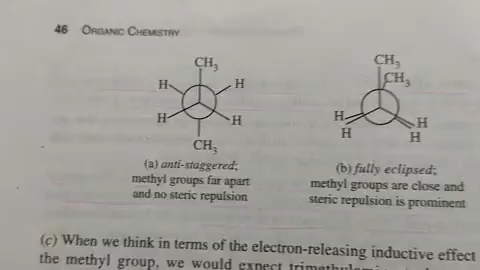 46 ORGANIC CHEMISTRY
CH3
H H
H H
CH3
CH3
CH3
H H
H H
(a) anti-staggered;
methyl groups far apart
and no steric repulsion
(b) fully eclipsed;
methyl groups are close and
steric repulsion is prominent
(c) When we think in terms of the electron-releasing inductive effect
the methyl group, we would expect